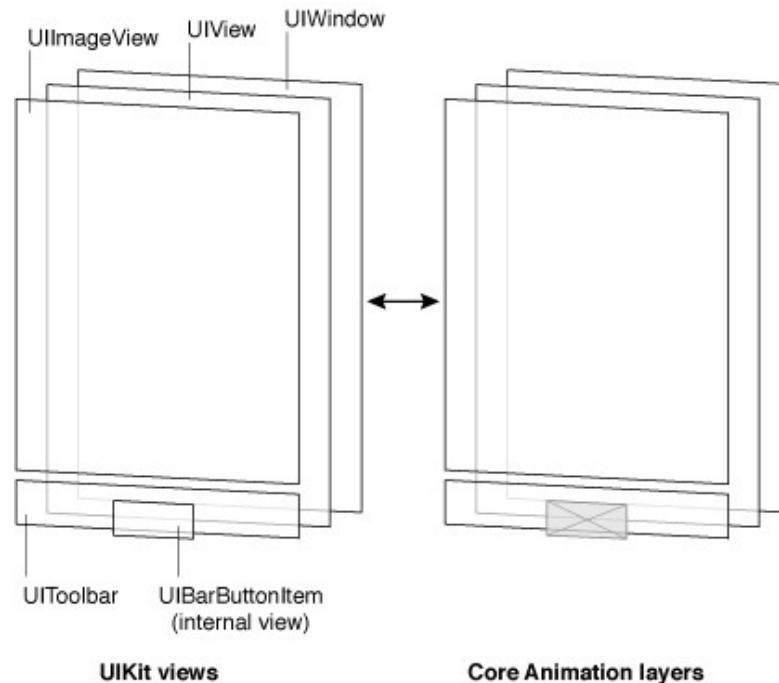 UIWindow
UIView
UIImageView
UIToolbar
UIBarButtonItem
(internal view)
UIKit views
Core Animation layers